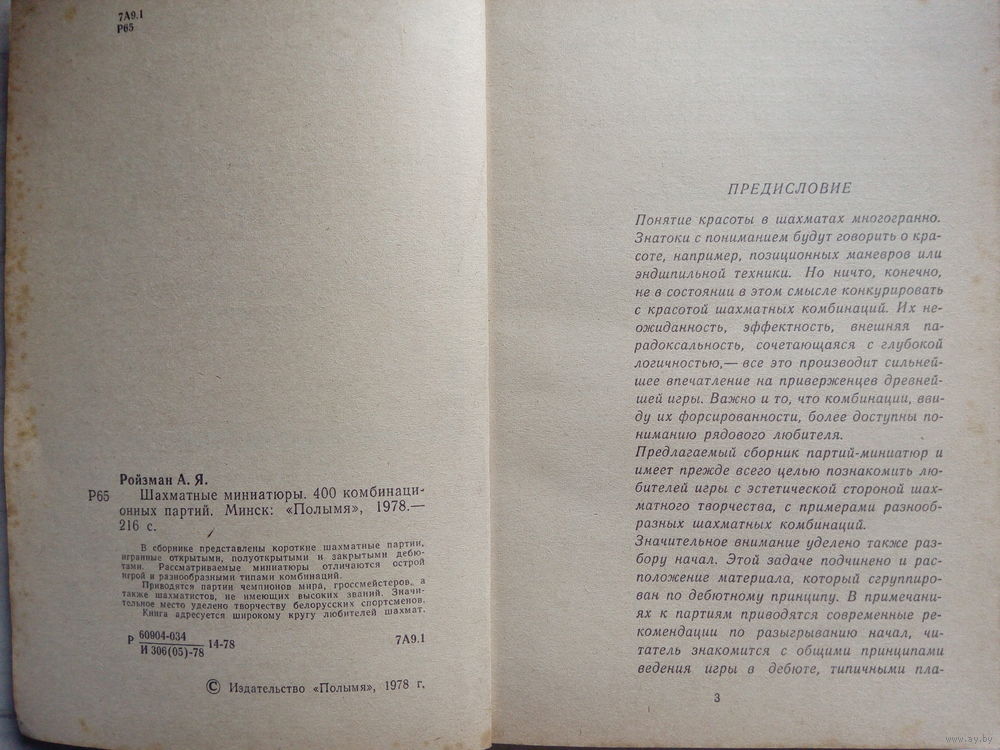 7А9.1
Р65
Ройзман А. Я.
Р65 Шахматные миниатюры. 400 комбинаци-
онных партий. Минск: «Полымя», 1978.—
216 с.
В сборнике представлены короткие шахматные партии,
игранные открытыми, полуоткрытыми и закрытыми дебю-
тами. Рассматриваемые миниатюры отличаются острой
игрой и разнообразными типами комбинаций.
Приводятся партии чемпионов мира, гроссмейстеров, а
также шахматистов, не имеющих высоких званий. Значи-
тельное место уделено творчеству белорусских спортсменов.
Книга адресуется широкому кругу любителей шахмат.
60904-034
Р 14-78 7А9.1
И 306(05)-78
© Издательство «Полымя», 1978 г.
ПРЕДИСЛОВИЕ
Понятие красоты в шахматах многогранно.
Знатоки с пониманием будут говорить о кра-
соте, например, позиционных маневров или
эндшпильной техники. Но ничто, конечно,
не в состоянии в этом смысле конкурировать
с красотой шахматных комбинаций. Их не-
ожиданность, эффектность, внешняя па-
радоксальность, сочетающаяся с глубокой
логичностью,— все это производит сильней-
шее впечатление на приверженцев древней-
шей игры. Важно и то, что комбинации, вви-
ду их форсированности, более доступны по-
ниманию рядового любителя.
Предлагаемый сборник партий-миниатюр и
имеет прежде всего целью познакомить лю-
бителей игры с эстетической стороной шах-
матного творчества, с примерами разнооб-
разных шахматных комбинаций.
Значительное внимание уделено также раз-
бору начал. Этой задаче подчинено и рас-
положение материала, который сгруппиро-
ван по дебютному принципу. В примечани-
ях к партиям приводятся современные ре-
комендации по разыгрыванию начал, чи-
татель знакомится с общими принципами
ведения игры в дебюте, типичными пла-
3
www.ay.by